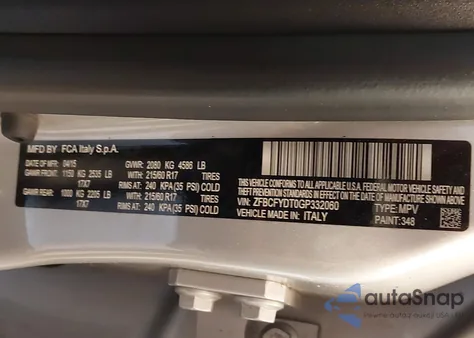 MFD BY FCA Italy S.p.A.
DATE: 04/15 GVWR: 2080 KG 4586 LB
GAWR FRONT: 1150 KG 2535 LB WITH: 215/60 R17
17X7 RIMS AT: 240 KPA(35 PSI) COLD
GAWR REAR: 1000 KG 2205 LB WITH: 215/60 R17
17X7 RIMS AT: 240 KPA(35 PSI) COLD
THIS VEHICLE CONFORMS TO ALL APPLICABLE
FEDERAL MOTOR VEHICLE SAFETY AND
THEFT PREVENTION STANDARDS IN EFFECT ON THE
DATE OF MANUFACTURE SHOWN ABOVE.
VIN: ZFBCFYDT0GP332060 TYPE: MPV
VEHICLE MADE IN: ITALY PAINT: 348
autoSnap